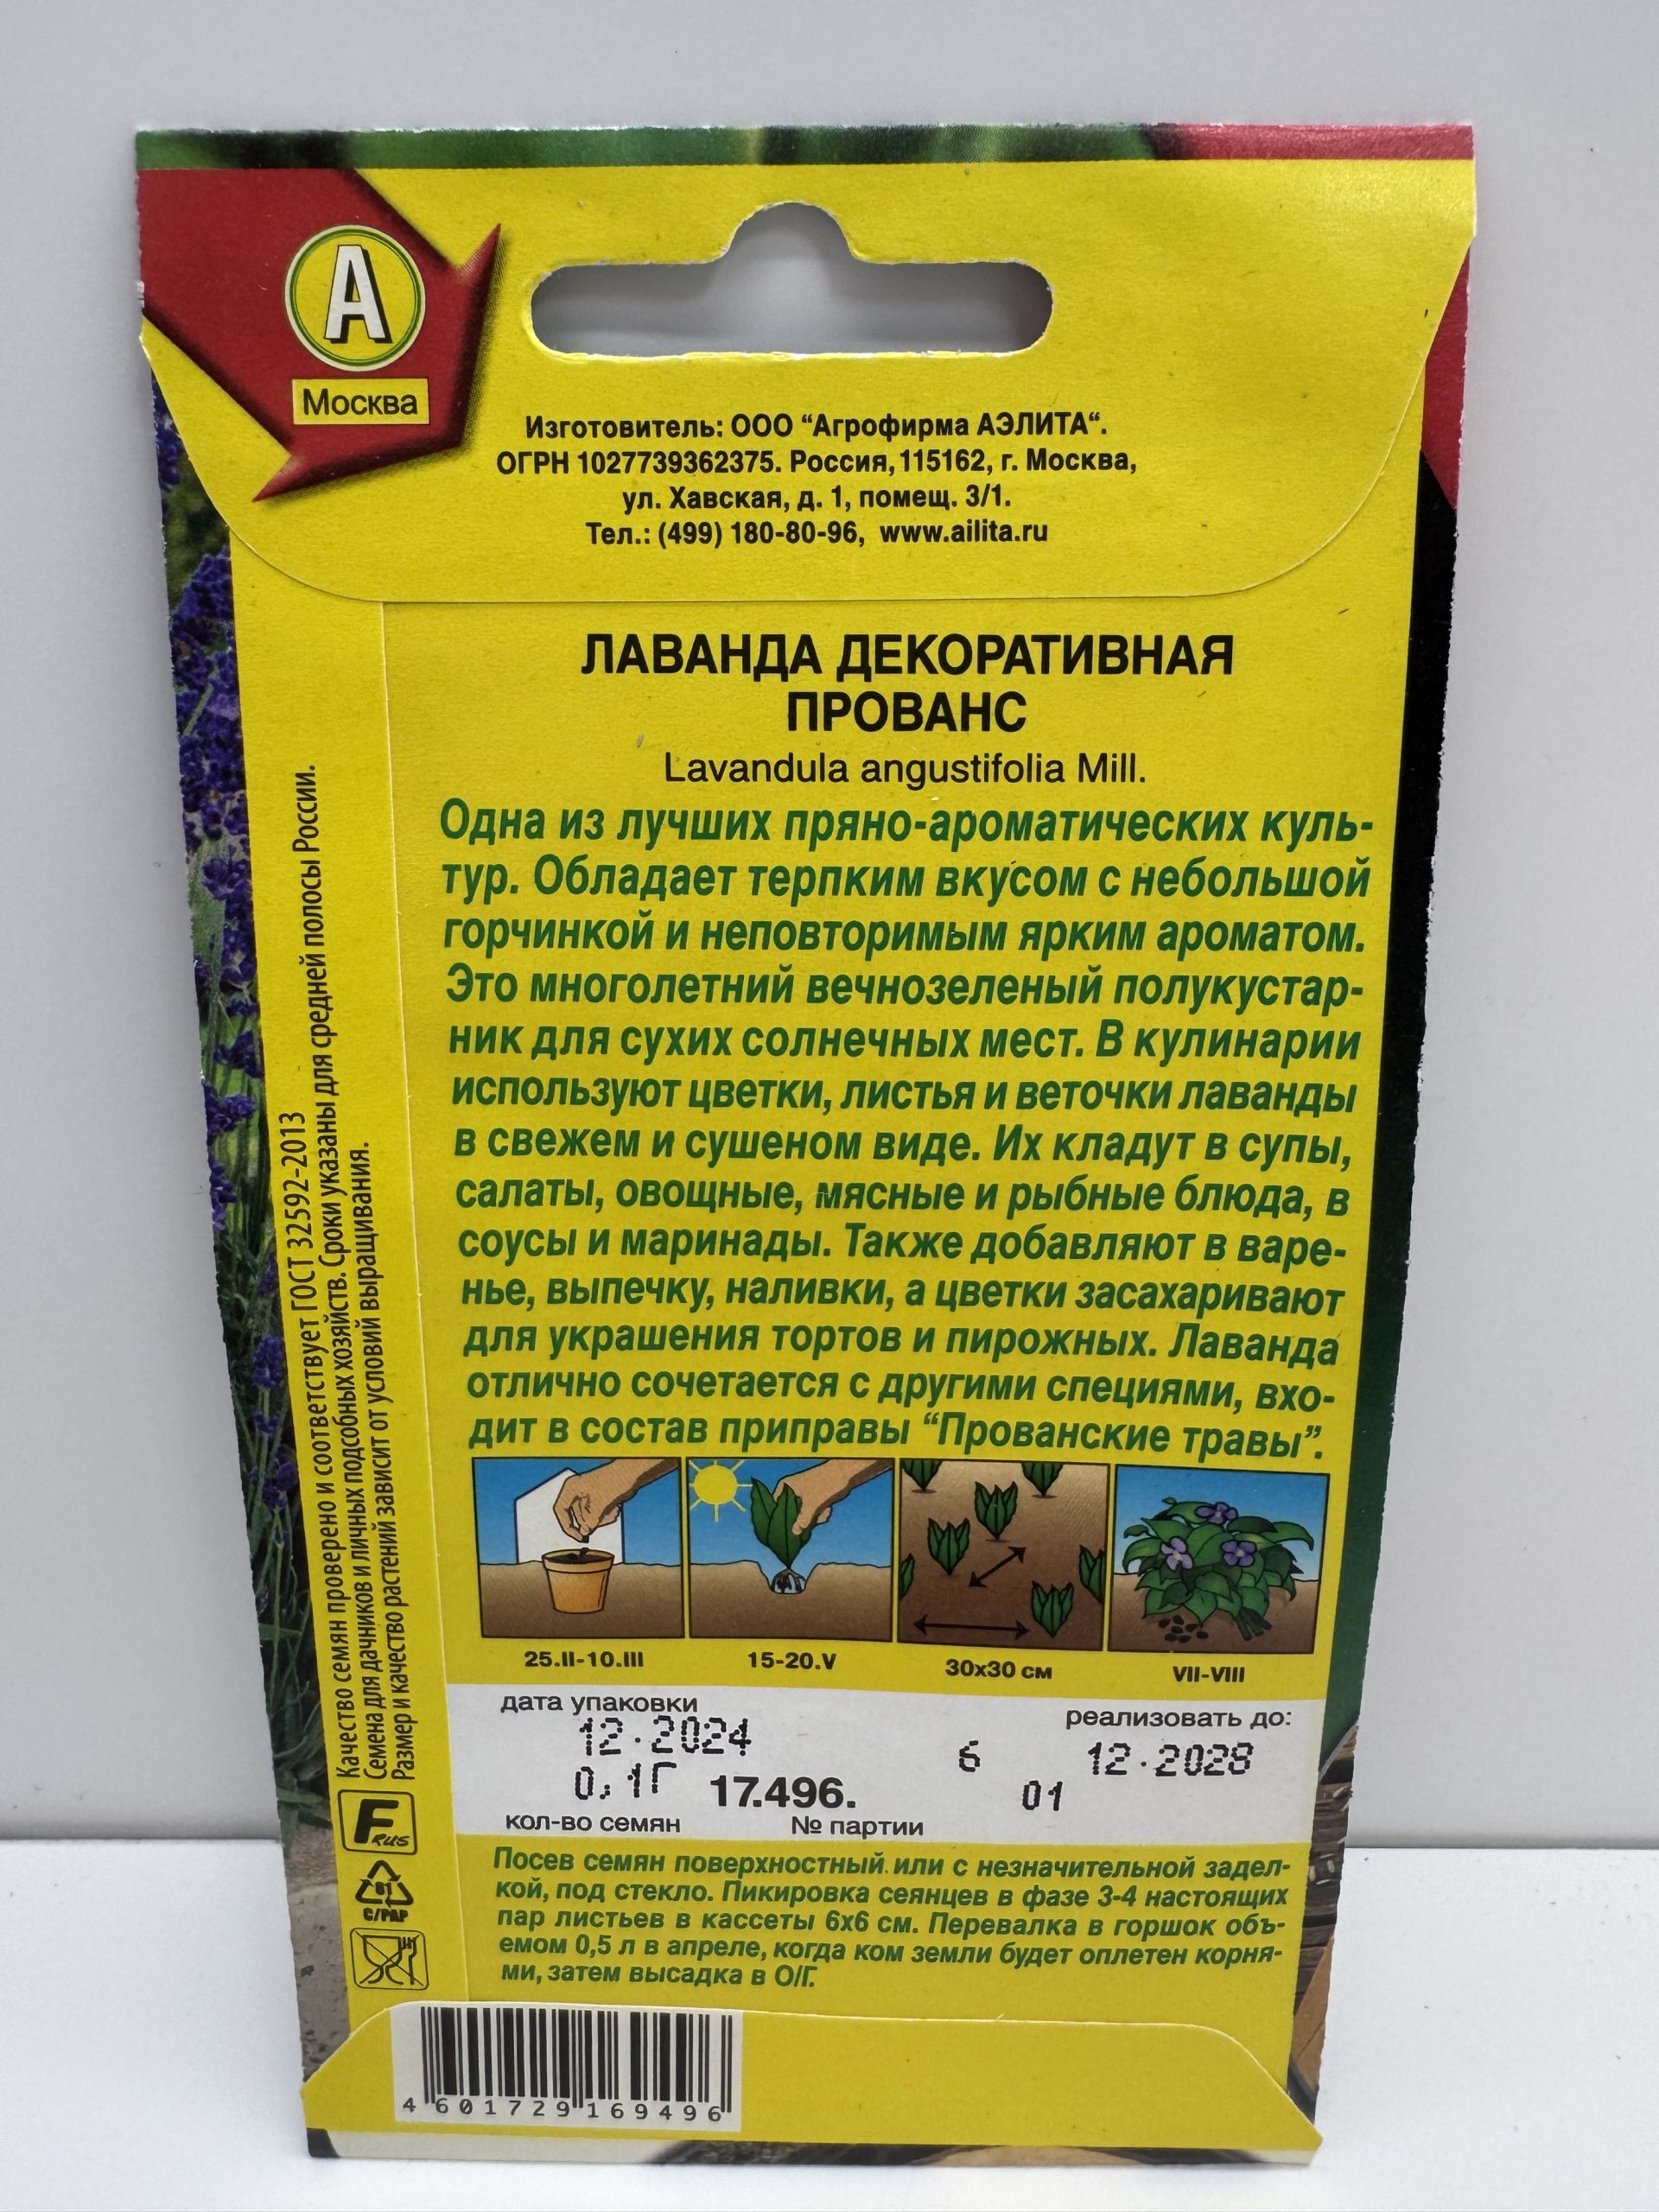 А
Москва
Изготовитель: ООО “Агрофирма АЭЛИТА“.
ОГРН 1027739362375. Россия, 115162, г. Москва,
ул. Хавская, д. 1, помещ. 3/1.
Тел.: (499) 180-80-96, www.ailita.ru
ЛАВАНДА ДЕКОРАТИВНАЯ
ПРОВАНС
Lavandula angustifolia Mill.
Одна из лучших пряно-ароматических куль-
тур. Обладает терпким вкусом с небольшой
горчинкой и неповторимым ярким ароматом.
Это многолетний вечнозеленый полукустар-
ник для сухих солнечных мест. В кулинарии
используют цветки, листья и веточки лаванды
в свежем и сушеном виде. Их кладут в супы,
салаты, овощные, мясные и рыбные блюда, в
соусы и маринады. Также добавляют в варе-
нье, выпечку, наливки, а цветки засахаривают
для украшения тортов и пирожных. Лаванда
отлично сочетается с другими специями, вхо-
дит в состав приправы “Прованские травы”.
25.II-10.III
15-20.V
30х30 см
VII-VIII
дата упаковки
реализовать до:
12.2024
6
12.2028
0,1Г
17.496.
01
кол-во семян
№ партии
Посев семян поверхностный или с незначительной задел-
кой, под стекло. Пикировка сеянцев в фазе 3-4 настоящих
пар листьев в кассеты 6х6 см. Перевалка в горшок объ-
емом 0,5 л в апреле, когда ком земли будет оплетен корня-
ми, затем высадка в О/Г.
Качество семян проверено и соответствует ГОСТ 32592-2013
Семена для дачников и личных подсобных хозяйств. Сроки указаны для средней полосы России.
Размер и качество растений зависит от условий выращивания.
F RUS
81
C/PAP
4 601729 169496